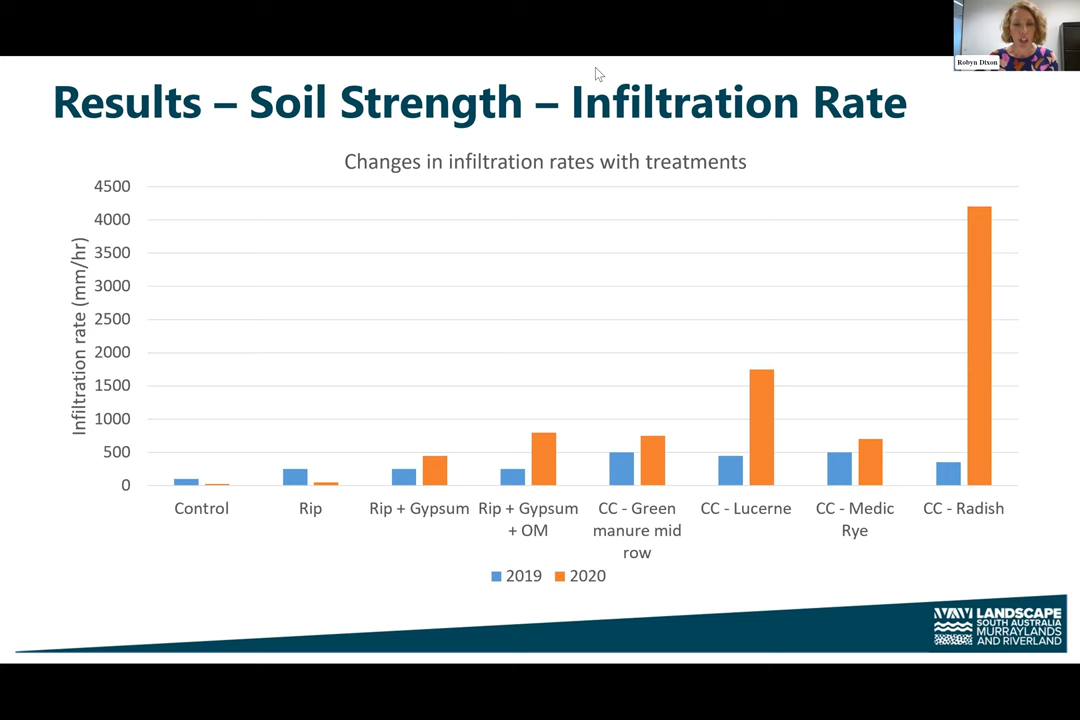 Robyn Dixon
Results – Soil Strength – Infiltration Rate
Changes in infiltration rates with treatments
Infiltration rate (mm/hr)
4500
4000
3500
3000
2500
2000
1500
1000
500
0
Control
Rip
Rip + Gypsum
Rip + Gypsum
+ OM
CC - Green
manure mid
row
CC - Lucerne
CC - Medic
Rye
CC - Radish
2019
2020
LANDSCAPE
SOUTH AUSTRALIA
MURRAYLANDS
AND RIVERLAND